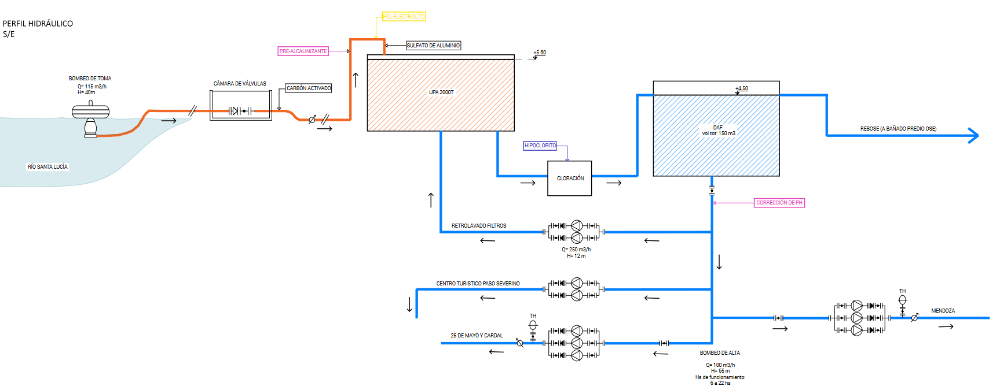 PERFIL HIDRÁULICO
S/E
POLIELECTROLITO
SULFATO DE ALUMINIO
PRE-ALCALINIZANTE
+5.60
BOMBEO DE TOMA
Q= 115 m3/h
H= 40m
CÁMARA DE VÁLVULAS
CARBÓN ACTIVADO
UPA 2000T
+4.50
DAF
vol tot: 150 m3
REBOSE (A BAÑADO PREDIO OSE)
HIPOCLORITO
RÍO SANTA LUCÍA
CLORACIÓN
CORRECCIÓN DE PH
RETROLAVADO FILTROS
Q= 250 m3/h
H= 12 m
CENTRO TURISTICO PASO SEVERINO
TH
MENDOZA
TH
25 DE MAYO Y CARDAL
BOMBEO DE ALTA
Q= 100 m3/h
H= 65 m
Hs de funcionamiento:
6 a 22 hs